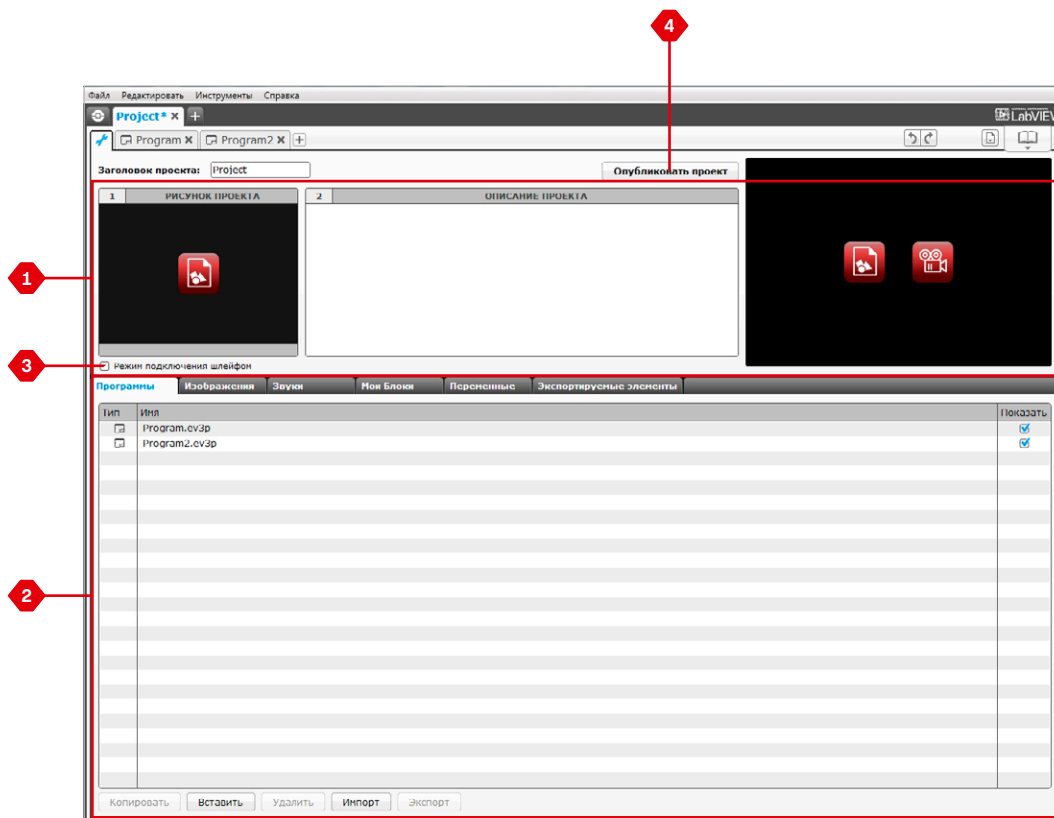 4
Файл Редактировать Инструменты Справка
Project* LabVIEW
Program Program2
Заголовок проекта: Project Опубликовать проект
1 РИСУНОК ПРОЕКТА 2 ОПИСАНИЕ ПРОЕКТА
1
3 Режим подключения шлейфом
Программы Изображения Звуки Мои Блоки Переменные Экспортируемые элементы
Тип Имя Показать
Program.ev3p
Program2.ev3p
2
Копировать Вставить Удалить Импорт Экспорт